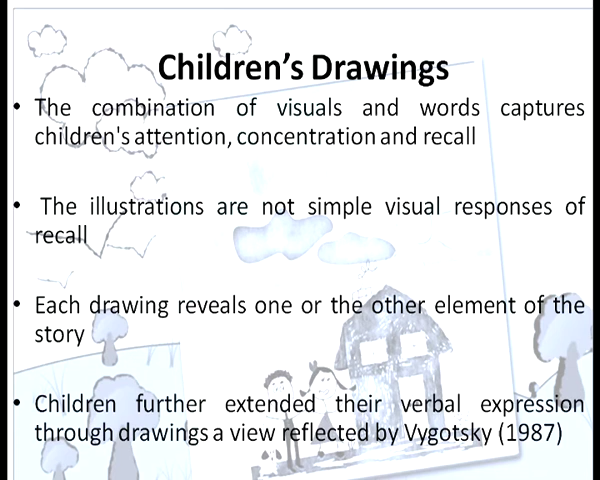 Children’s Drawings
• The combination of visuals and words captures
children's attention, concentration and recall
• The illustrations are not simple visual responses of
recall
• Each drawing reveals one or the other element of the
story
• Children further extended their verbal expression
through drawings a view reflected by Vygotsky (1987)